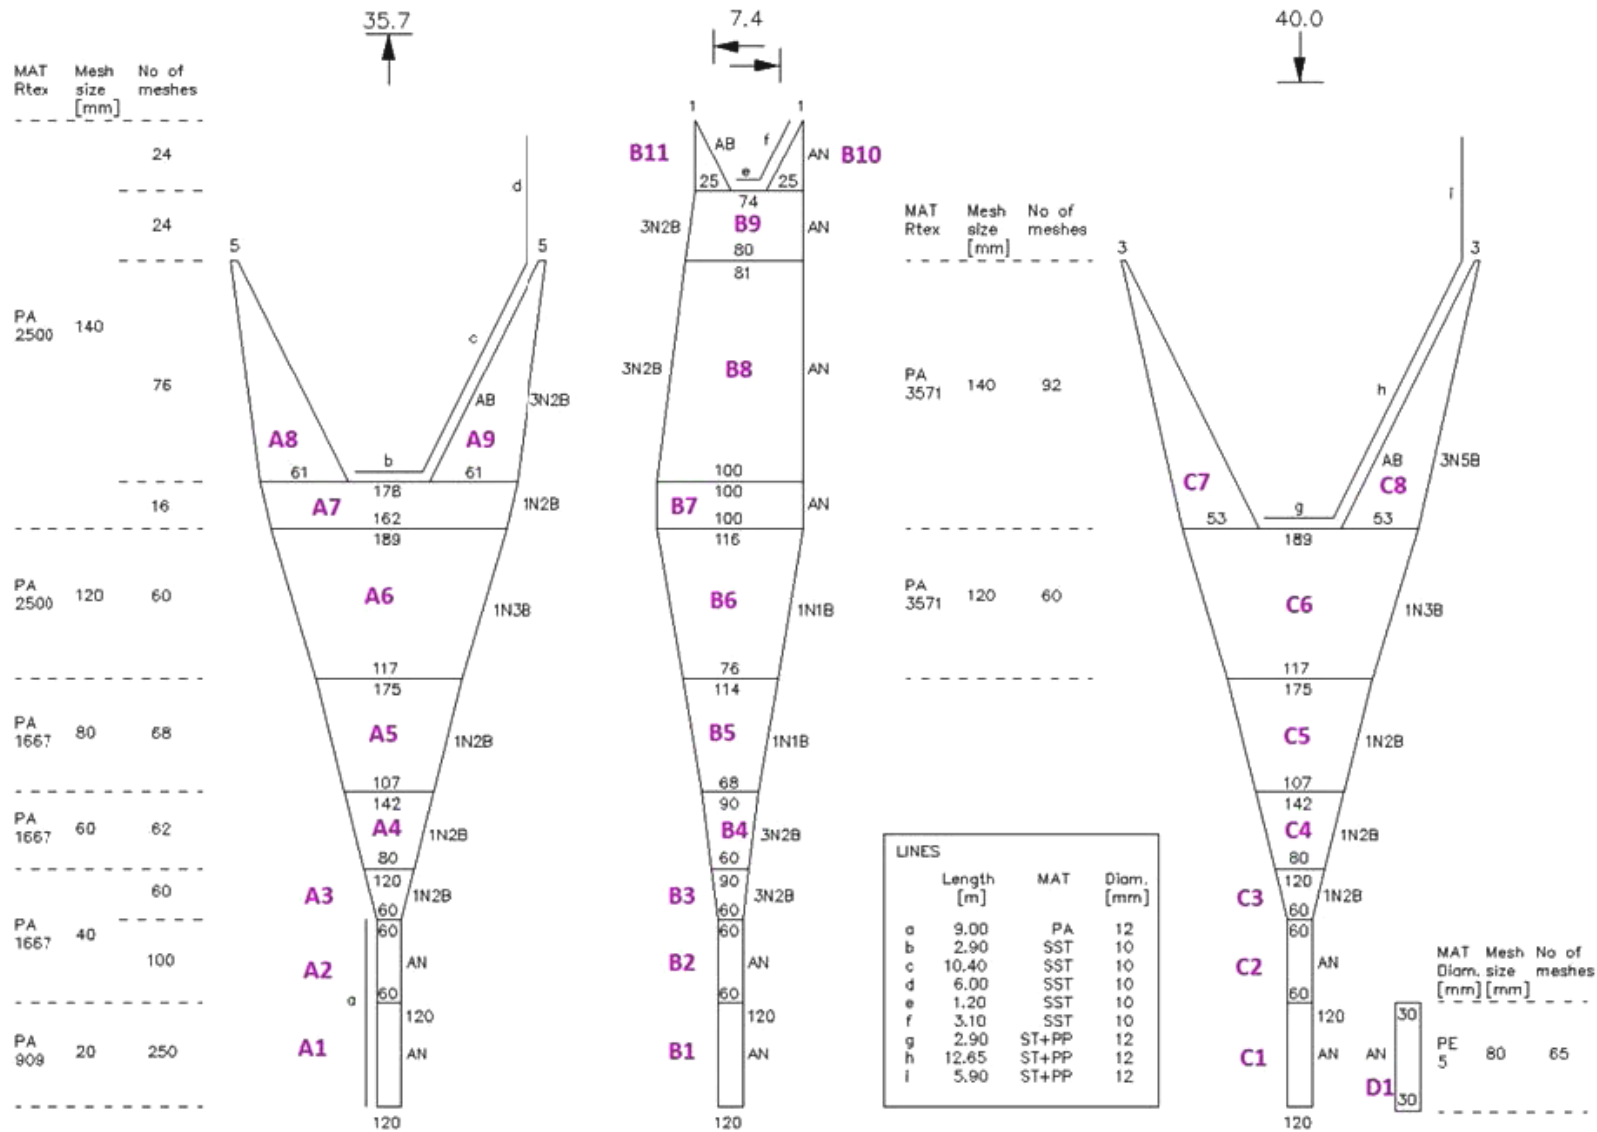 35.7
7.4
40.0
MAT Mesh No of
Rtex size meshes
[mm]
1 1
24
B11 AB f AN B10
e
25 25
d
74
24
3N2B B9 AN
80
5 5
81
MAT Mesh No of
Rtex size meshes
[mm]
i
3 3
PA 140
2500
c
76
AB 3N2B
A8 A9
61 b 61
3N2B B8 AN
100
PA 140 92
3571
h
AB 3N5B
C7 C8
g
53 53
178
16 A7 1N2B
162
100
B7 AN
100
189
PA 120 60 A6 1N3B
2500
117
116
B6 1N1B
76
PA 120 60
3571
189
C6 1N3B
117
175
PA 80 68 A5 1N2B
1667
107
114
B5 1N1B
68
175
C5 1N2B
107
142
PA 60 62 A4 1N2B
1667
80
90
B4 3N2B
60
142
C4 1N2B
80
120
60 A3 1N2B
60
90
B3 3N2B
60
120
C3 1N2B
60
PA 40
1667
60
100 A2 AN
60
60
B2 AN
60
60
C2 AN
60
a
120
PA 20 250 A1 AN
909
120
120
B1 AN
120
120
C1 AN
120
MAT Mesh No of
Diam. size meshes
[mm] [mm]
30
AN PE 80 65
5
D1
30
LINES
Length MAT Diam.
[m] [mm]
a 9.00 PA 12
b 2.90 SST 10
c 10.40 SST 10
d 6.00 SST 10
e 1.20 SST 10
f 3.10 SST 10
g 2.90 ST+PP 12
h 12.65 ST+PP 12
i 5.90 ST+PP 12